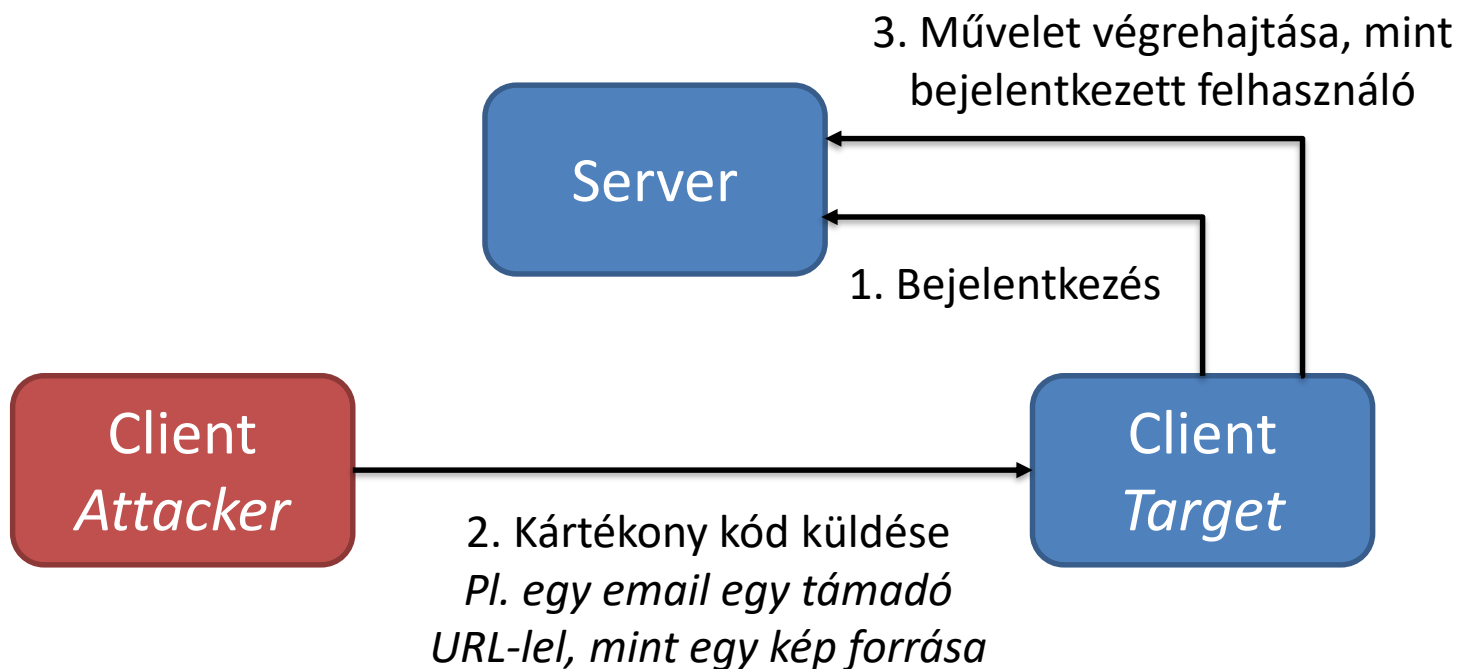 3. Művelet végrehajtása, mint
bejelentkezett felhasználó
Server
1. Bejelentkezés
Client
Attacker
Client
Target
2. Kártékony kód küldése
Pl. egy email egy támadó
URL-lel, mint egy kép forrása